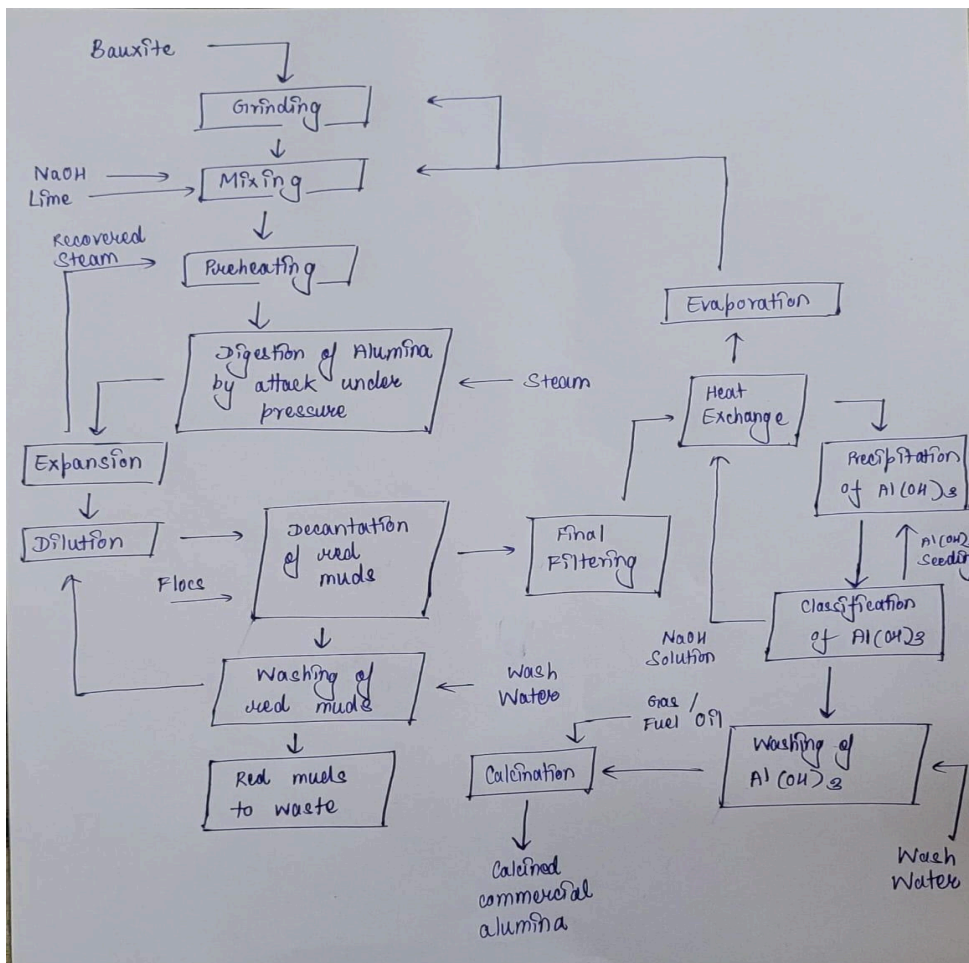 Bauxite
Grinding
NaOH
Lime
Mixing
Recovered
Steam
Preheating
Evaporation
Digestion of Alumina
by attack under
pressure
Steam
Heat
Exchange
Expansion
Precipitation
of Al(OH)3
Dilution
Decantation
of red
muds
Final
Filtering
Al(OH)3
Seeding
Flocs
Classification
of Al(OH)3
NaOH
Solution
Washing of
red muds
Wash
Water
Gas /
Fuel Oil
Washing of
Al(OH)3
Calcination
Red muds
to waste
Wash
Water
Calcined
commercial
alumina